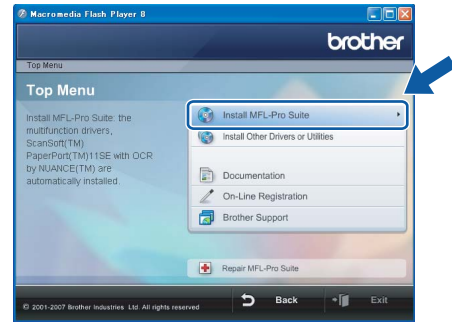 Macromedia Flash Player 8
brother
Top Menu
Top Menu
Install MFL-Pro Suite: the
multifunction drivers,
ScanSoft(TM)
PaperPort(TM)11SE with OCR
by NUANCE(TM) are
automatically installed.
Install MFL-Pro Suite
Install Other Drivers or Utilities
Documentation
On-Line Registration
Brother Support
Repair MFL-Pro Suite
© 2001-2007 Brother Industries Ltd. All rights reserved
Back
Exit